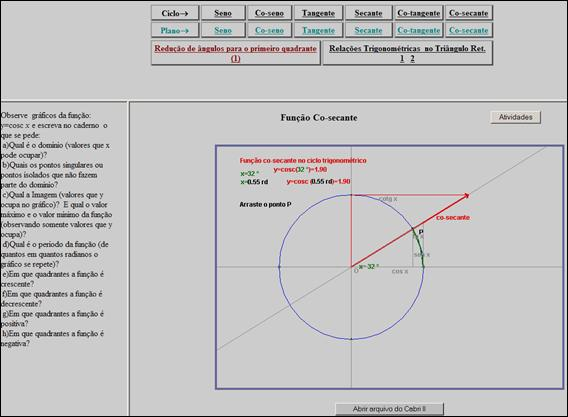 Ciclo→ Seno Co-seno Tangente Secante Co-tangente Co-secante
Plano→ Seno Co-seno Tangente Secante Co-tangente Co-secante
Redução de ângulos para o primeiro quadrante
(1)
Relações Trigonométricas no Triângulo Ret.
1 2
Observe gráficos da função:
y=cosc x e escreva no caderno o
que se pede:
a)Qual é o domínio (valores que x
pode ocupar)?
b)Quais os pontos singulares ou
pontos isolados que não fazem
parte do domínio?
c)Qual a Imagem (valores que y
ocupa no gráfico)? E qual o valor
máximo e o valor mínimo da função
(observando somente valores que y
ocupa)?
d)Qual é o período da função (de
quantos em quantos radianos o
gráfico se repete)?
e)Em que quadrantes a função é
crescente?
f)Em que quadrantes a função é
decrescente?
g)Em que quadrantes a função é
positiva?
h)Em que quadrantes a função é
negativa?
Função Co-secante
Atividades
Função co-secante no ciclo trigonométrico
x=32 º y=cosc(32 º)=1.90
x=0.55 rd y=cosc (0.55 rd)=1.90
Arraste o ponto P
cotg x
co-secante
P
sen x
x=32 º
O
cos x
Abrir arquivo do Cabri II